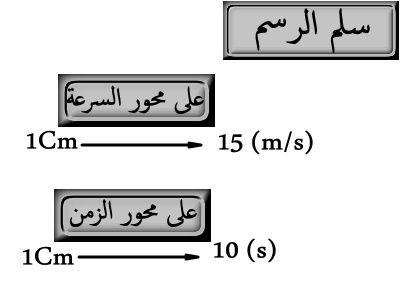 سلم الرسم
على محور السرعة
1Cm 15 (m/s)
على محور الزمن
1Cm 10 (s)